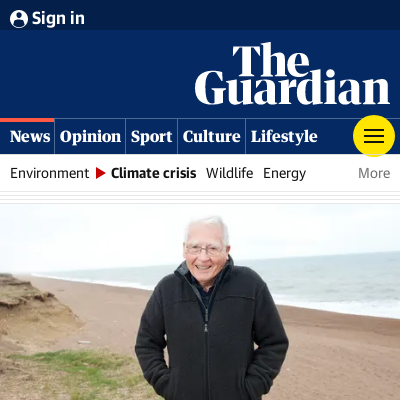 Sign in
The
Guardian
News Opinion Sport Culture Lifestyle
Environment Climate crisis Wildlife Energy More